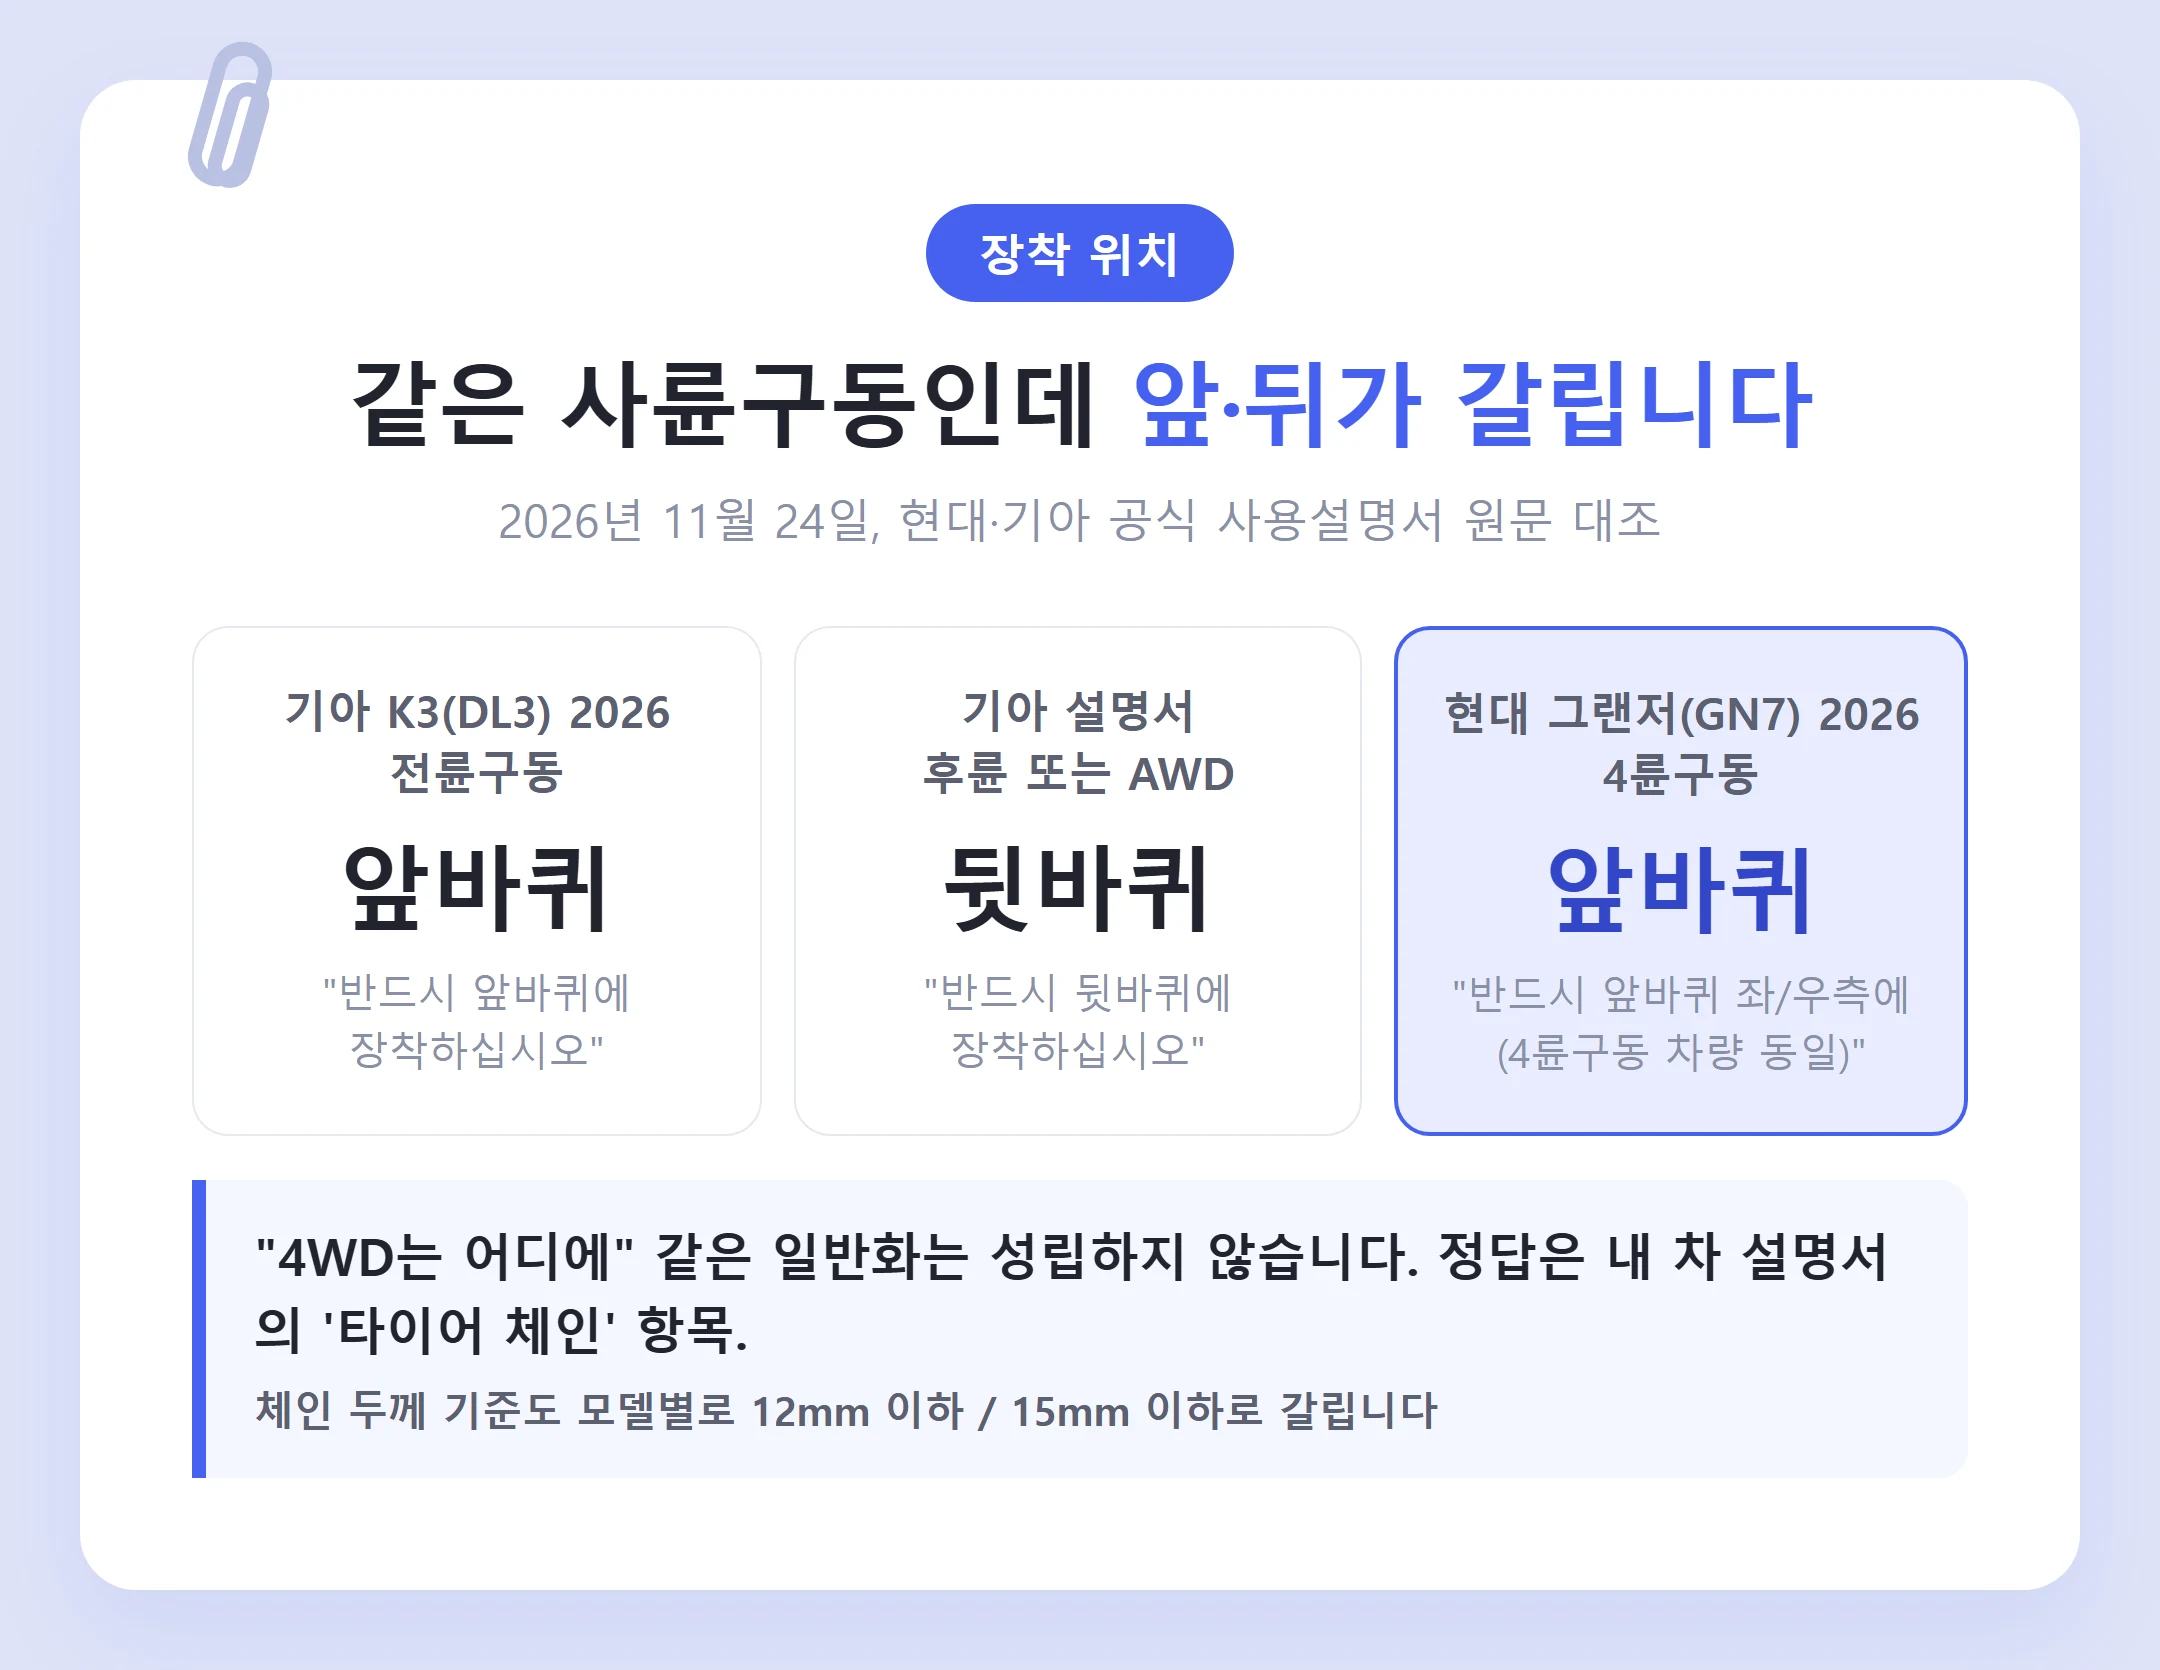 장착 위치
같은 사륜구동인데 앞·뒤가 갈립니다
2026년 11월 24일, 현대·기아 공식 사용설명서 원문 대조
기아 K3(DL3) 2026
전륜구동
앞바퀴
"반드시 앞바퀴에
장착하십시오"
기아 설명서
후륜 또는 AWD
뒷바퀴
"반드시 뒷바퀴에
장착하십시오"
현대 그랜저(GN7) 2026
4륜구동
앞바퀴
"반드시 앞바퀴 좌/우측에
(4륜구동 차량 동일)"
"4WD는 어디에" 같은 일반화는 성립하지 않습니다. 정답은 내 차 설명서
의 '타이어 체인' 항목.
체인 두께 기준도 모델별로 12mm 이하 / 15mm 이하로 갈립니다